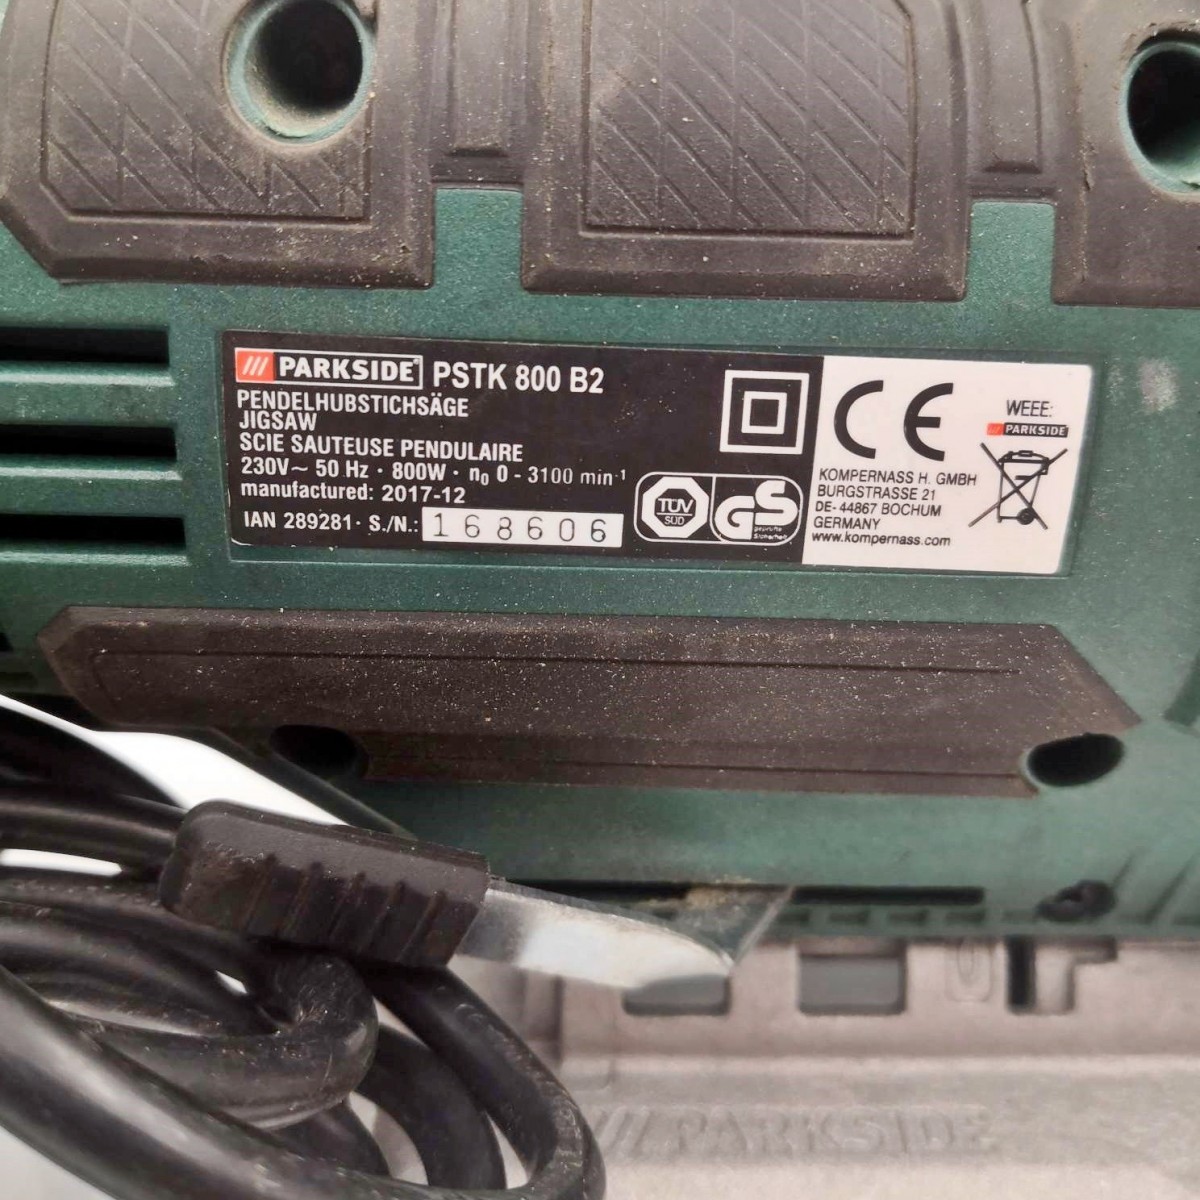 /// PARKSIDE® PSTK 800 B2
PENDELHUBSTICHSÄGE
JIGSAW
SCIE SAUTEUSE PENDULAIRE
230V~ 50 Hz · 800W · n₀ 0 - 3100 min⁻¹
manufactured: 2017-12
IAN 289281 · S./N.: 168606
TÜV
SÜD
GS
geprüfte
Sicherheit
CE
KOMPERNASS H. GMBH
BURGSTRASSE 21
DE- 44867 BOCHUM
GERMANY
www.kompernass.com
WEEE:
/// PARKSIDE
/// PARKSIDE